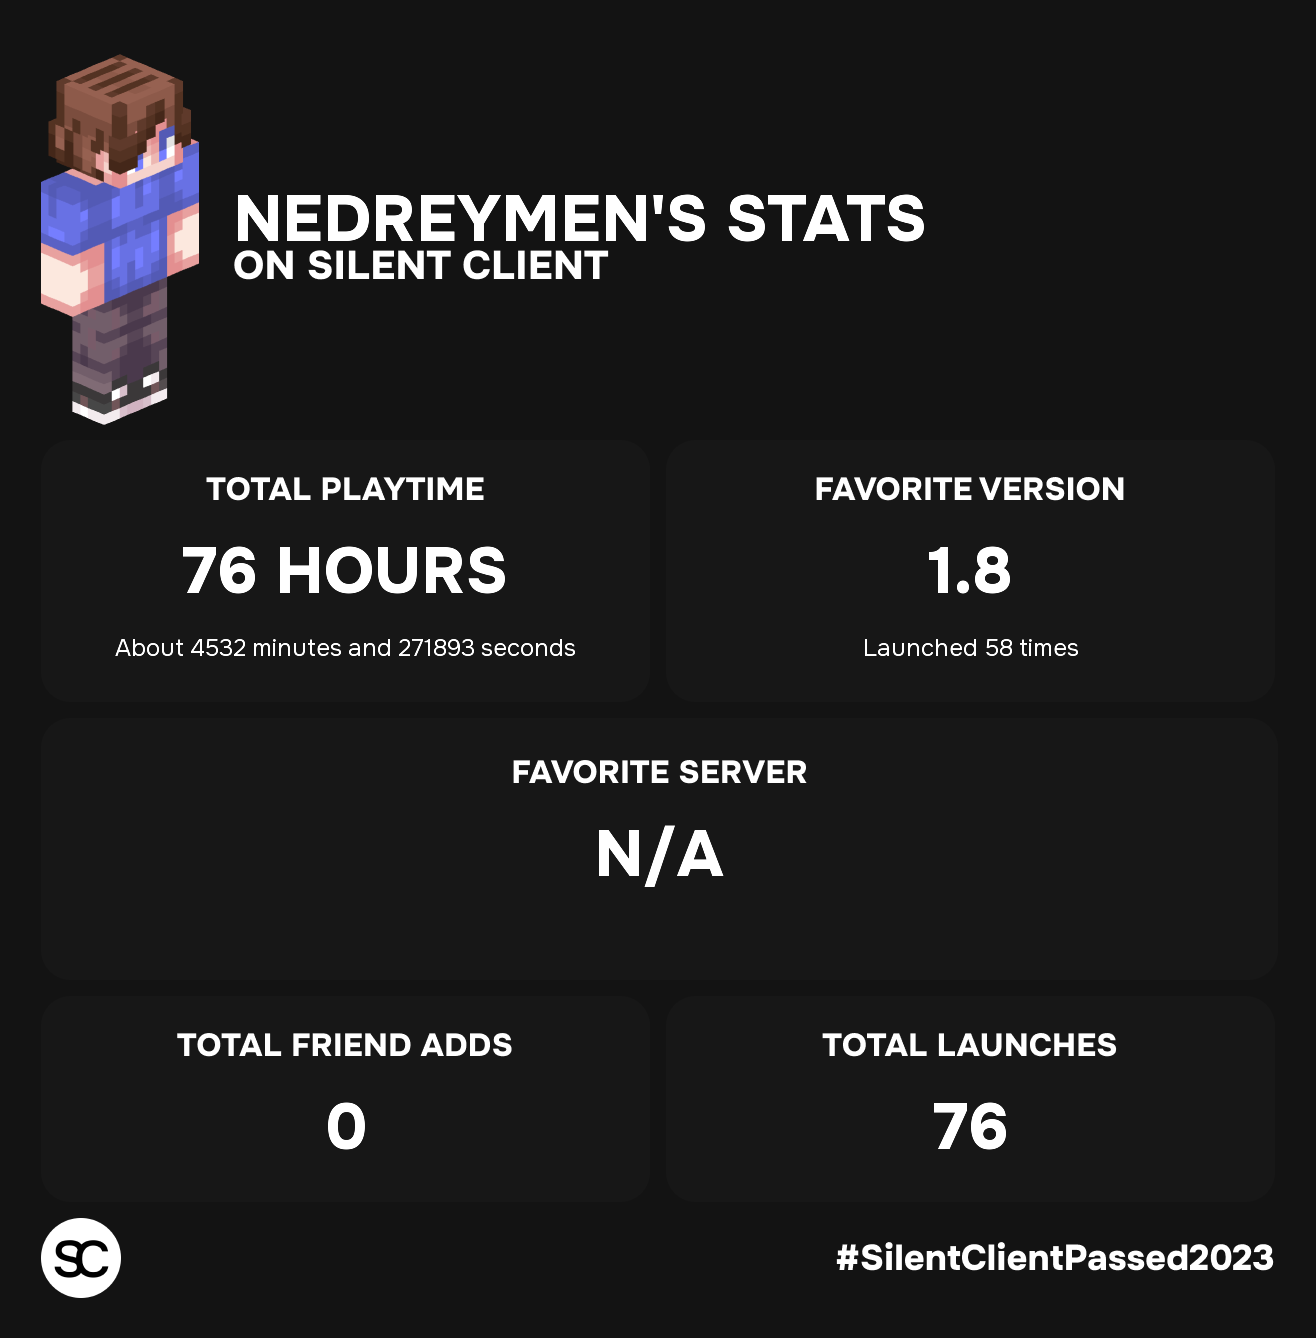 NEDREYMEN'S STATS
ON SILENT CLIENT
TOTAL PLAYTIME
76 HOURS
About 4532 minutes and 271893 seconds
FAVORITE VERSION
1.8
Launched 58 times
FAVORITE SERVER
N/A
TOTAL FRIEND ADDS
0
TOTAL LAUNCHES
76
SC
#SilentClientPassed2023